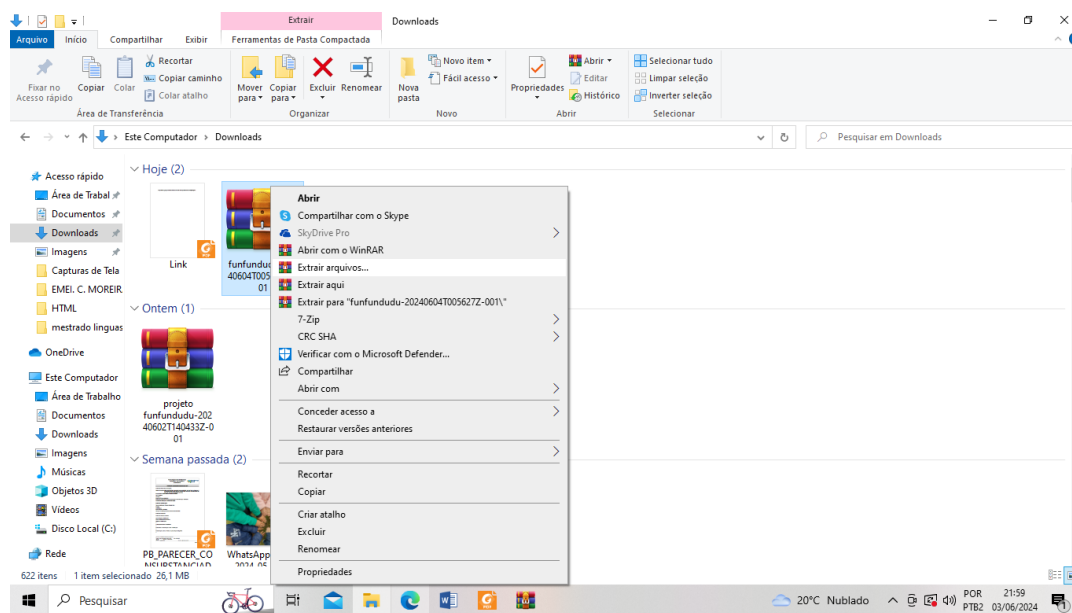 Extrair
Downloads
Arquivo
Início
Compartilhar
Exibir
Ferramentas de Pasta Compactada
Fixar no
Acesso rápido
Copiar
Colar
Recortar
Copiar caminho
Colar atalho
Área de Transferência
Mover
para
Copiar
para
Excluir
Renomear
Organizar
Nova
pasta
Novo item
Fácil acesso
Novo
Propriedades
Abrir
Editar
Histórico
Abrir
Selecionar tudo
Limpar seleção
Inverter seleção
Selecionar
Este Computador
Downloads
Pesquisar em Downloads
Acesso rápido
Área de Trabal
Documentos
Downloads
Imagens
Capturas de Tela
EMEI. C. MOREIR
HTML
mestrado linguas
OneDrive
Este Computador
Área de Trabalho
Documentos
Downloads
Imagens
Músicas
Objetos 3D
Vídeos
Disco Local (C:)
Rede
Hoje (2)
Link
funfundu
40604T005
01
Ontem (1)
projeto
funfundudu-202
40602T140433Z-0
01
Semana passada (2)
PB_PARECER_CO
NSUBSTANCIAD
WhatsApp
2024-05
Abrir
Compartilhar com o Skype
SkyDrive Pro
Abrir com o WinRAR
Extrair arquivos...
Extrair aqui
Extrair para "funfundudu-20240604T005627Z-001\"
7-Zip
CRC SHA
Verificar com o Microsoft Defender...
Compartilhar
Abrir com
Conceder acesso a
Restaurar versões anteriores
Enviar para
Recortar
Copiar
Criar atalho
Excluir
Renomear
Propriedades
622 itens
1 item selecionado 26,1 MB
Pesquisar
20°C Nublado
POR
PTB2
21:59
03/06/2024